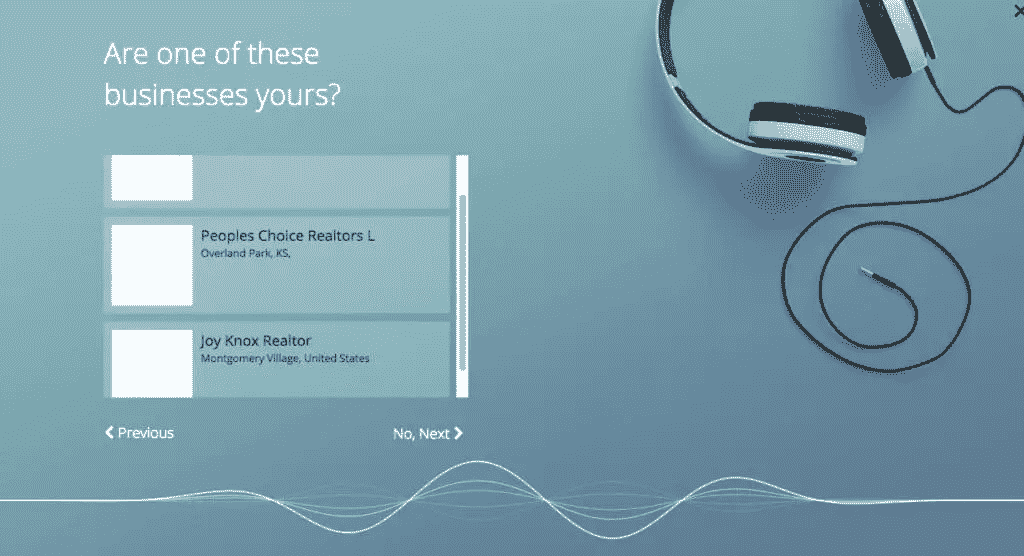 Are one of these
businesses yours?
Peoples Choice Realtors L
Overland Park, KS,
Joy Knox Realtor
Montgomery Village, United States
Previous
No, Next